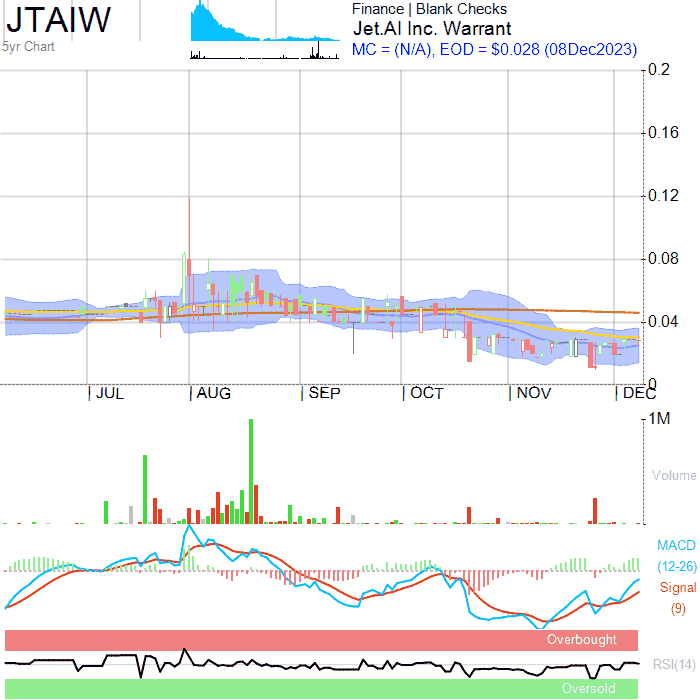 JTAIW
5yr Chart
Finance | Blank Checks
Jet.AI Inc. Warrant
MC = (N/A), EOD = $0.028 (08Dec2023)
0.2
0.16
0.12
0.08
0.04
0
JUL AUG SEP OCT NOV DEC
1M
Volume
MACD
(12-26)
Signal
(9)
Overbought
RSI(14)
Oversold